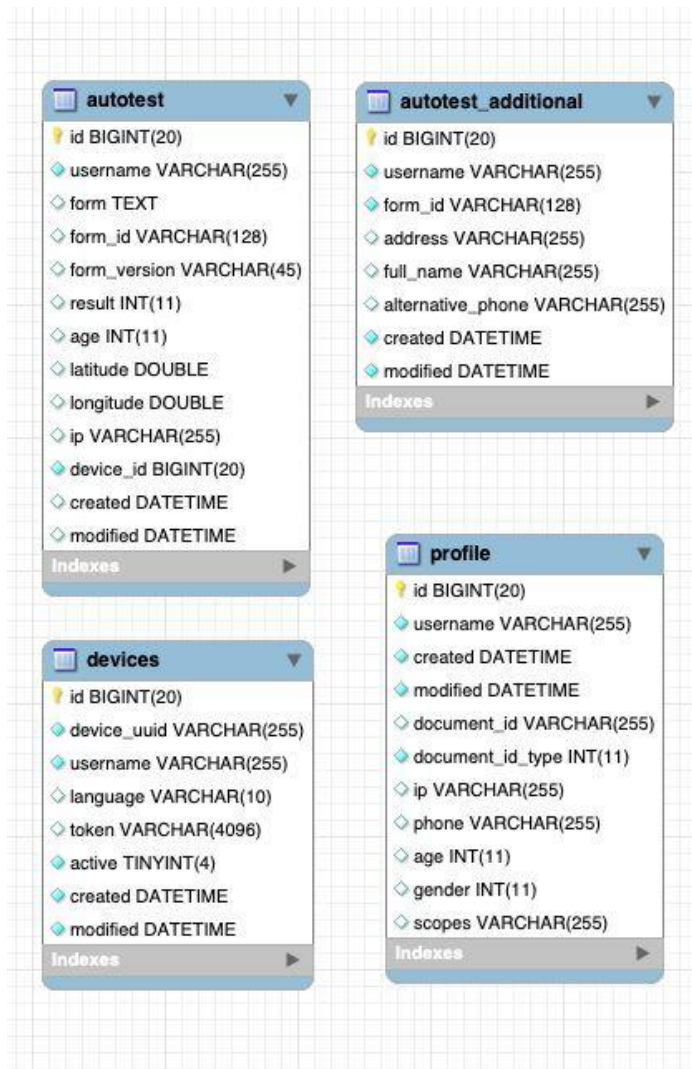 autotest
id BIGINT(20)
username VARCHAR(255)
form TEXT
form_id VARCHAR(128)
form_version VARCHAR(45)
result INT(11)
age INT(11)
latitude DOUBLE
longitude DOUBLE
ip VARCHAR(255)
device_id BIGINT(20)
created DATETIME
modified DATETIME
Indexes
autotest_additional
id BIGINT(20)
username VARCHAR(255)
form_id VARCHAR(128)
address VARCHAR(255)
full_name VARCHAR(255)
alternative_phone VARCHAR(255)
created DATETIME
modified DATETIME
Indexes
devices
id BIGINT(20)
device_uuid VARCHAR(255)
username VARCHAR(255)
language VARCHAR(10)
token VARCHAR(4096)
active TINYINT(4)
created DATETIME
modified DATETIME
Indexes
profile
id BIGINT(20)
username VARCHAR(255)
created DATETIME
modified DATETIME
document_id VARCHAR(255)
document_id_type INT(11)
ip VARCHAR(255)
phone VARCHAR(255)
age INT(11)
gender INT(11)
scopes VARCHAR(255)
Indexes